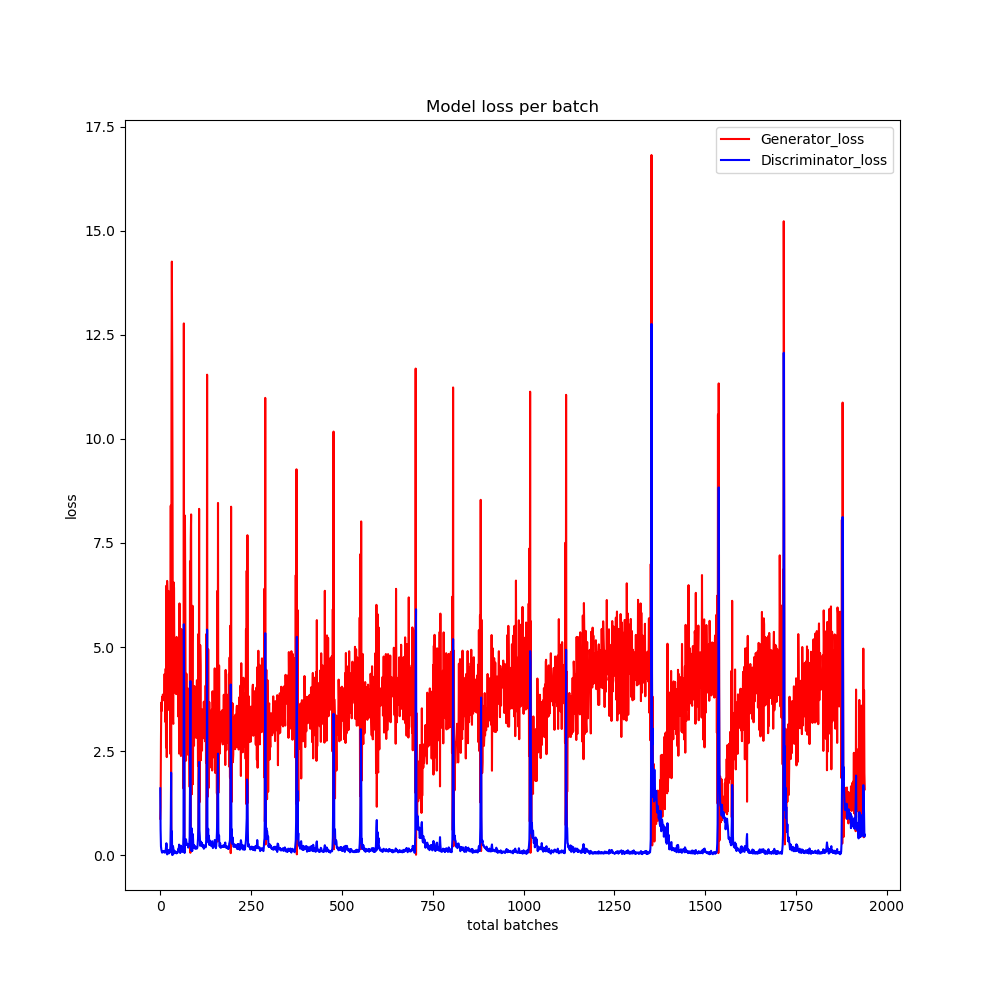 Model loss per batch
Generator_loss
Discriminator_loss
17.5
15.0
12.5
10.0
7.5
5.0
2.5
0.0
loss
0 250 500 750 1000 1250 1500 1750 2000
total batches